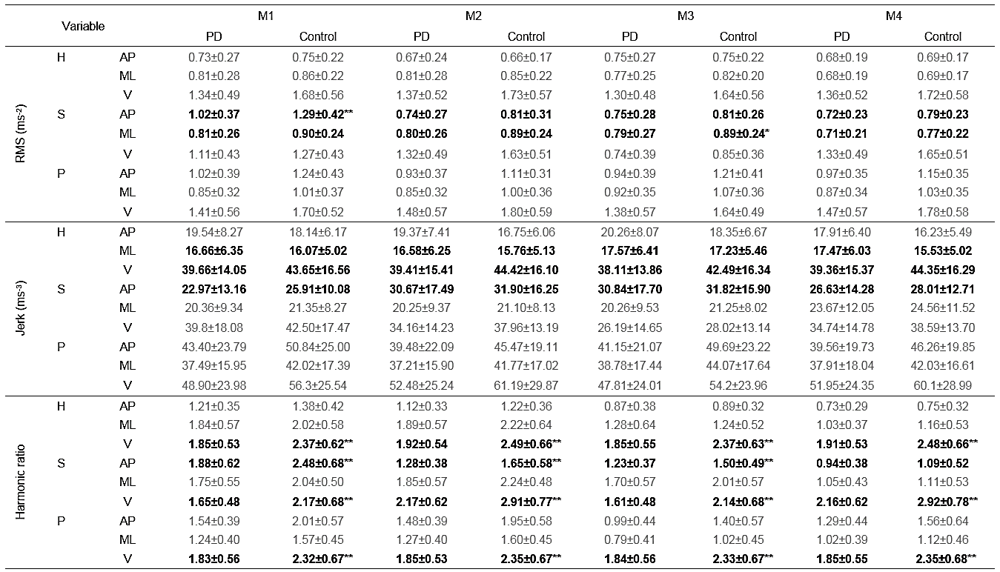 Variable M1 M2 M3 M4
PD Control PD Control PD Control PD Control
RMS (ms-2)
H AP 0.73±0.27 0.75±0.22 0.67±0.24 0.66±0.17 0.75±0.27 0.75±0.22 0.68±0.19 0.69±0.17
ML 0.81±0.28 0.86±0.22 0.81±0.28 0.85±0.22 0.77±0.25 0.82±0.20 0.68±0.19 0.69±0.17
V 1.34±0.49 1.68±0.56 1.37±0.52 1.73±0.57 1.30±0.48 1.64±0.56 1.36±0.52 1.72±0.58
S AP 1.02±0.37 1.29±0.42** 0.74±0.27 0.81±0.31 0.75±0.28 0.81±0.26 0.72±0.23 0.79±0.23
ML 0.81±0.26 0.90±0.24 0.80±0.26 0.89±0.24 0.79±0.27 0.89±0.24* 0.71±0.21 0.77±0.22
V 1.11±0.43 1.27±0.43 1.32±0.49 1.63±0.51 0.74±0.39 0.85±0.36 1.33±0.49 1.65±0.51
P AP 1.02±0.39 1.24±0.43 0.93±0.37 1.11±0.31 0.94±0.39 1.21±0.41 0.97±0.35 1.15±0.35
ML 0.85±0.32 1.01±0.37 0.85±0.32 1.00±0.36 0.92±0.35 1.07±0.36 0.87±0.34 1.03±0.35
V 1.41±0.56 1.70±0.52 1.48±0.57 1.80±0.59 1.38±0.57 1.64±0.49 1.47±0.57 1.78±0.58
Jerk (ms-3)
H AP 19.54±8.27 18.14±6.17 19.37±7.41 16.75±6.06 20.26±8.07 18.35±6.67 17.91±6.40 16.23±5.49
ML 16.66±6.35 16.07±5.02 16.58±6.25 15.76±5.13 17.57±6.41 17.23±5.46 17.47±6.03 15.53±5.02
V 39.66±14.05 43.65±16.56 39.41±15.41 44.42±16.10 38.11±13.86 42.49±16.34 39.36±15.37 44.35±16.29
S AP 22.97±13.16 25.91±10.08 30.67±17.49 31.90±16.25 30.84±17.70 31.82±15.90 26.63±14.28 28.01±12.71
ML 20.36±9.34 21.35±8.27 20.25±9.37 21.10±8.13 20.26±9.53 21.25±8.02 23.67±12.05 24.56±11.52
V 39.8±18.08 42.50±17.47 34.16±14.23 37.96±13.19 26.19±14.65 28.02±13.14 34.74±14.78 38.59±13.70
P AP 43.40±23.79 50.84±25.00 39.48±22.09 45.47±19.11 41.15±21.07 49.69±23.22 39.56±19.73 46.26±19.85
ML 37.49±15.95 42.02±17.39 37.21±15.90 41.77±17.02 38.78±17.44 44.07±17.64 37.91±18.04 42.03±16.61
V 48.90±23.98 56.3±25.54 52.48±25.24 61.19±29.87 47.81±24.01 54.2±23.96 51.95±24.35 60.1±28.99
Harmonic ratio
H AP 1.21±0.35 1.38±0.42 1.12±0.33 1.22±0.36 0.87±0.38 0.89±0.32 0.73±0.29 0.75±0.32
ML 1.84±0.57 2.02±0.58 1.89±0.57 2.22±0.64 1.28±0.64 1.24±0.52 1.03±0.37 1.16±0.53
V 1.85±0.53 2.37±0.62** 1.92±0.54 2.49±0.66** 1.85±0.55 2.37±0.63** 1.91±0.53 2.48±0.66**
S AP 1.88±0.62 2.48±0.68** 1.28±0.38 1.65±0.58** 1.23±0.37 1.50±0.49** 0.94±0.38 1.09±0.52
ML 1.75±0.55 2.04±0.50 1.85±0.57 2.24±0.48 1.70±0.57 2.01±0.57 1.05±0.43 1.11±0.53
V 1.65±0.48 2.17±0.68** 2.17±0.62 2.91±0.77** 1.61±0.48 2.14±0.68** 2.16±0.62 2.92±0.78**
P AP 1.54±0.39 2.01±0.57 1.48±0.39 1.95±0.58 0.99±0.44 1.40±0.57 1.29±0.44 1.56±0.64
ML 1.24±0.40 1.57±0.45 1.27±0.40 1.60±0.45 0.79±0.41 1.02±0.45 1.02±0.39 1.12±0.46
V 1.83±0.56 2.32±0.67** 1.85±0.53 2.35±0.67** 1.84±0.56 2.33±0.67** 1.85±0.55 2.35±0.68**